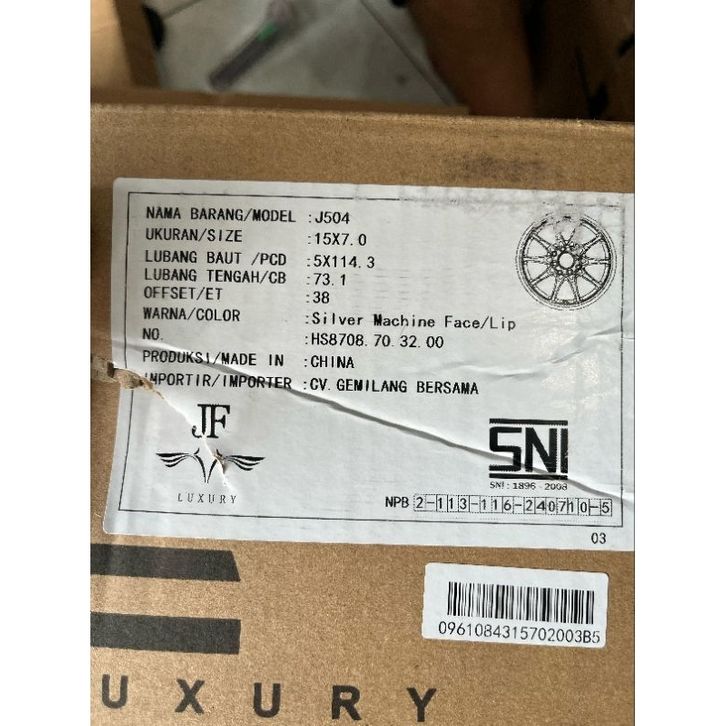 NAMA BARANG/MODEL :J504
UKURAN/SIZE :15X7.0
LUBANG BAUT /PCD :5X114.3
LUBANG TENGAH/CB :73.1
OFFSET/ET :38
WARNA/COLOR :Silver Machine Face/Lip
NO. :HS8708.70.32.00
PRODUKSI/MADE IN :CHINA
IMPORTIR/IMPORTER :CV.GEMILANG BERSAMA
JF
LUXURY
SNI
SNI : 1896 - 2008
NPB 2-113-116-240710-5
03
0961084315702003B5
UXURY